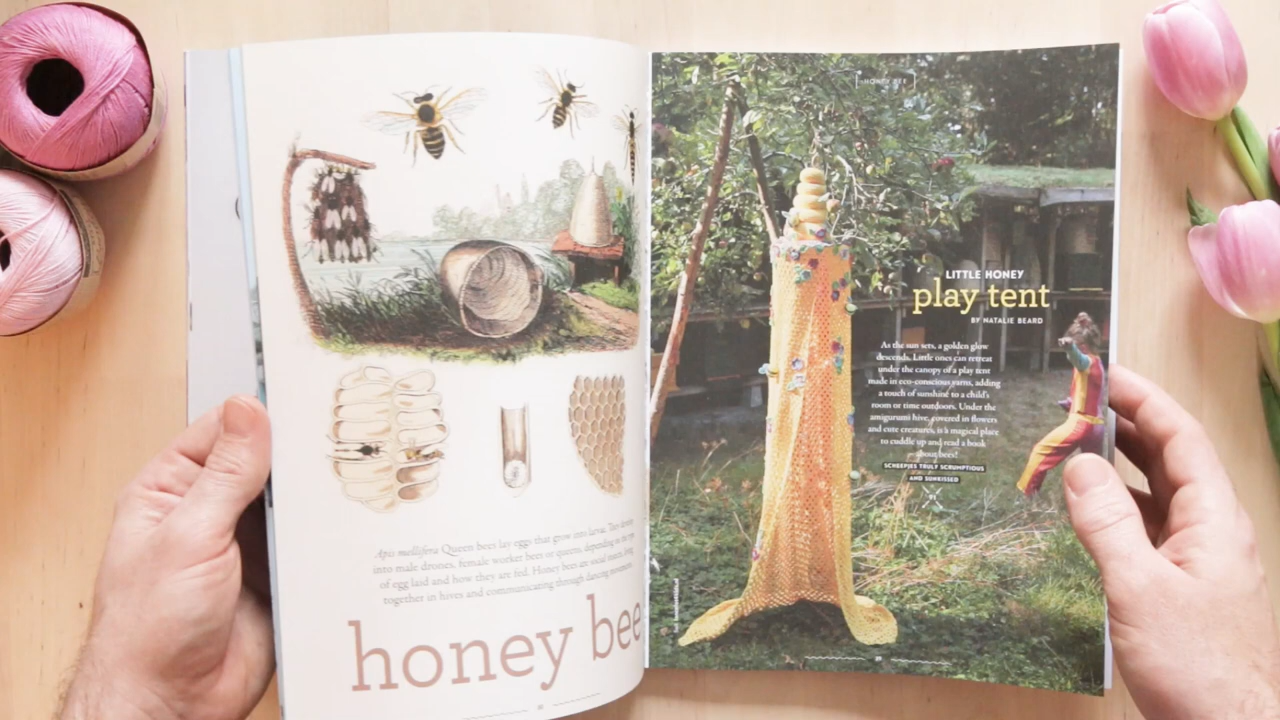 Apis mellifera Queen bees lay eggs that grow into larvae. They develop
into male drones, female worker bees or queens, depending on the type
of egg laid and how they are fed. Honey bees are social insects, living
together in hives and communicating through dancing movement.
honey bee
HONEY BEE
LITTLE HONEY
play tent
BY NATALIE BEARD
As the sun sets, a golden glow
descends. Little ones can retreat
under the canopy of a play tent
made in eco-conscious yarns, adding
a touch of sunshine to a child's
room or time outdoors. Under the
amigurumi hive, covered in flowers
and cute creatures, is a magical place
to cuddle up and read a book
about bees!
SCHEEPJES TRULY SCRUMPTIOUS
AND SUNKISSED